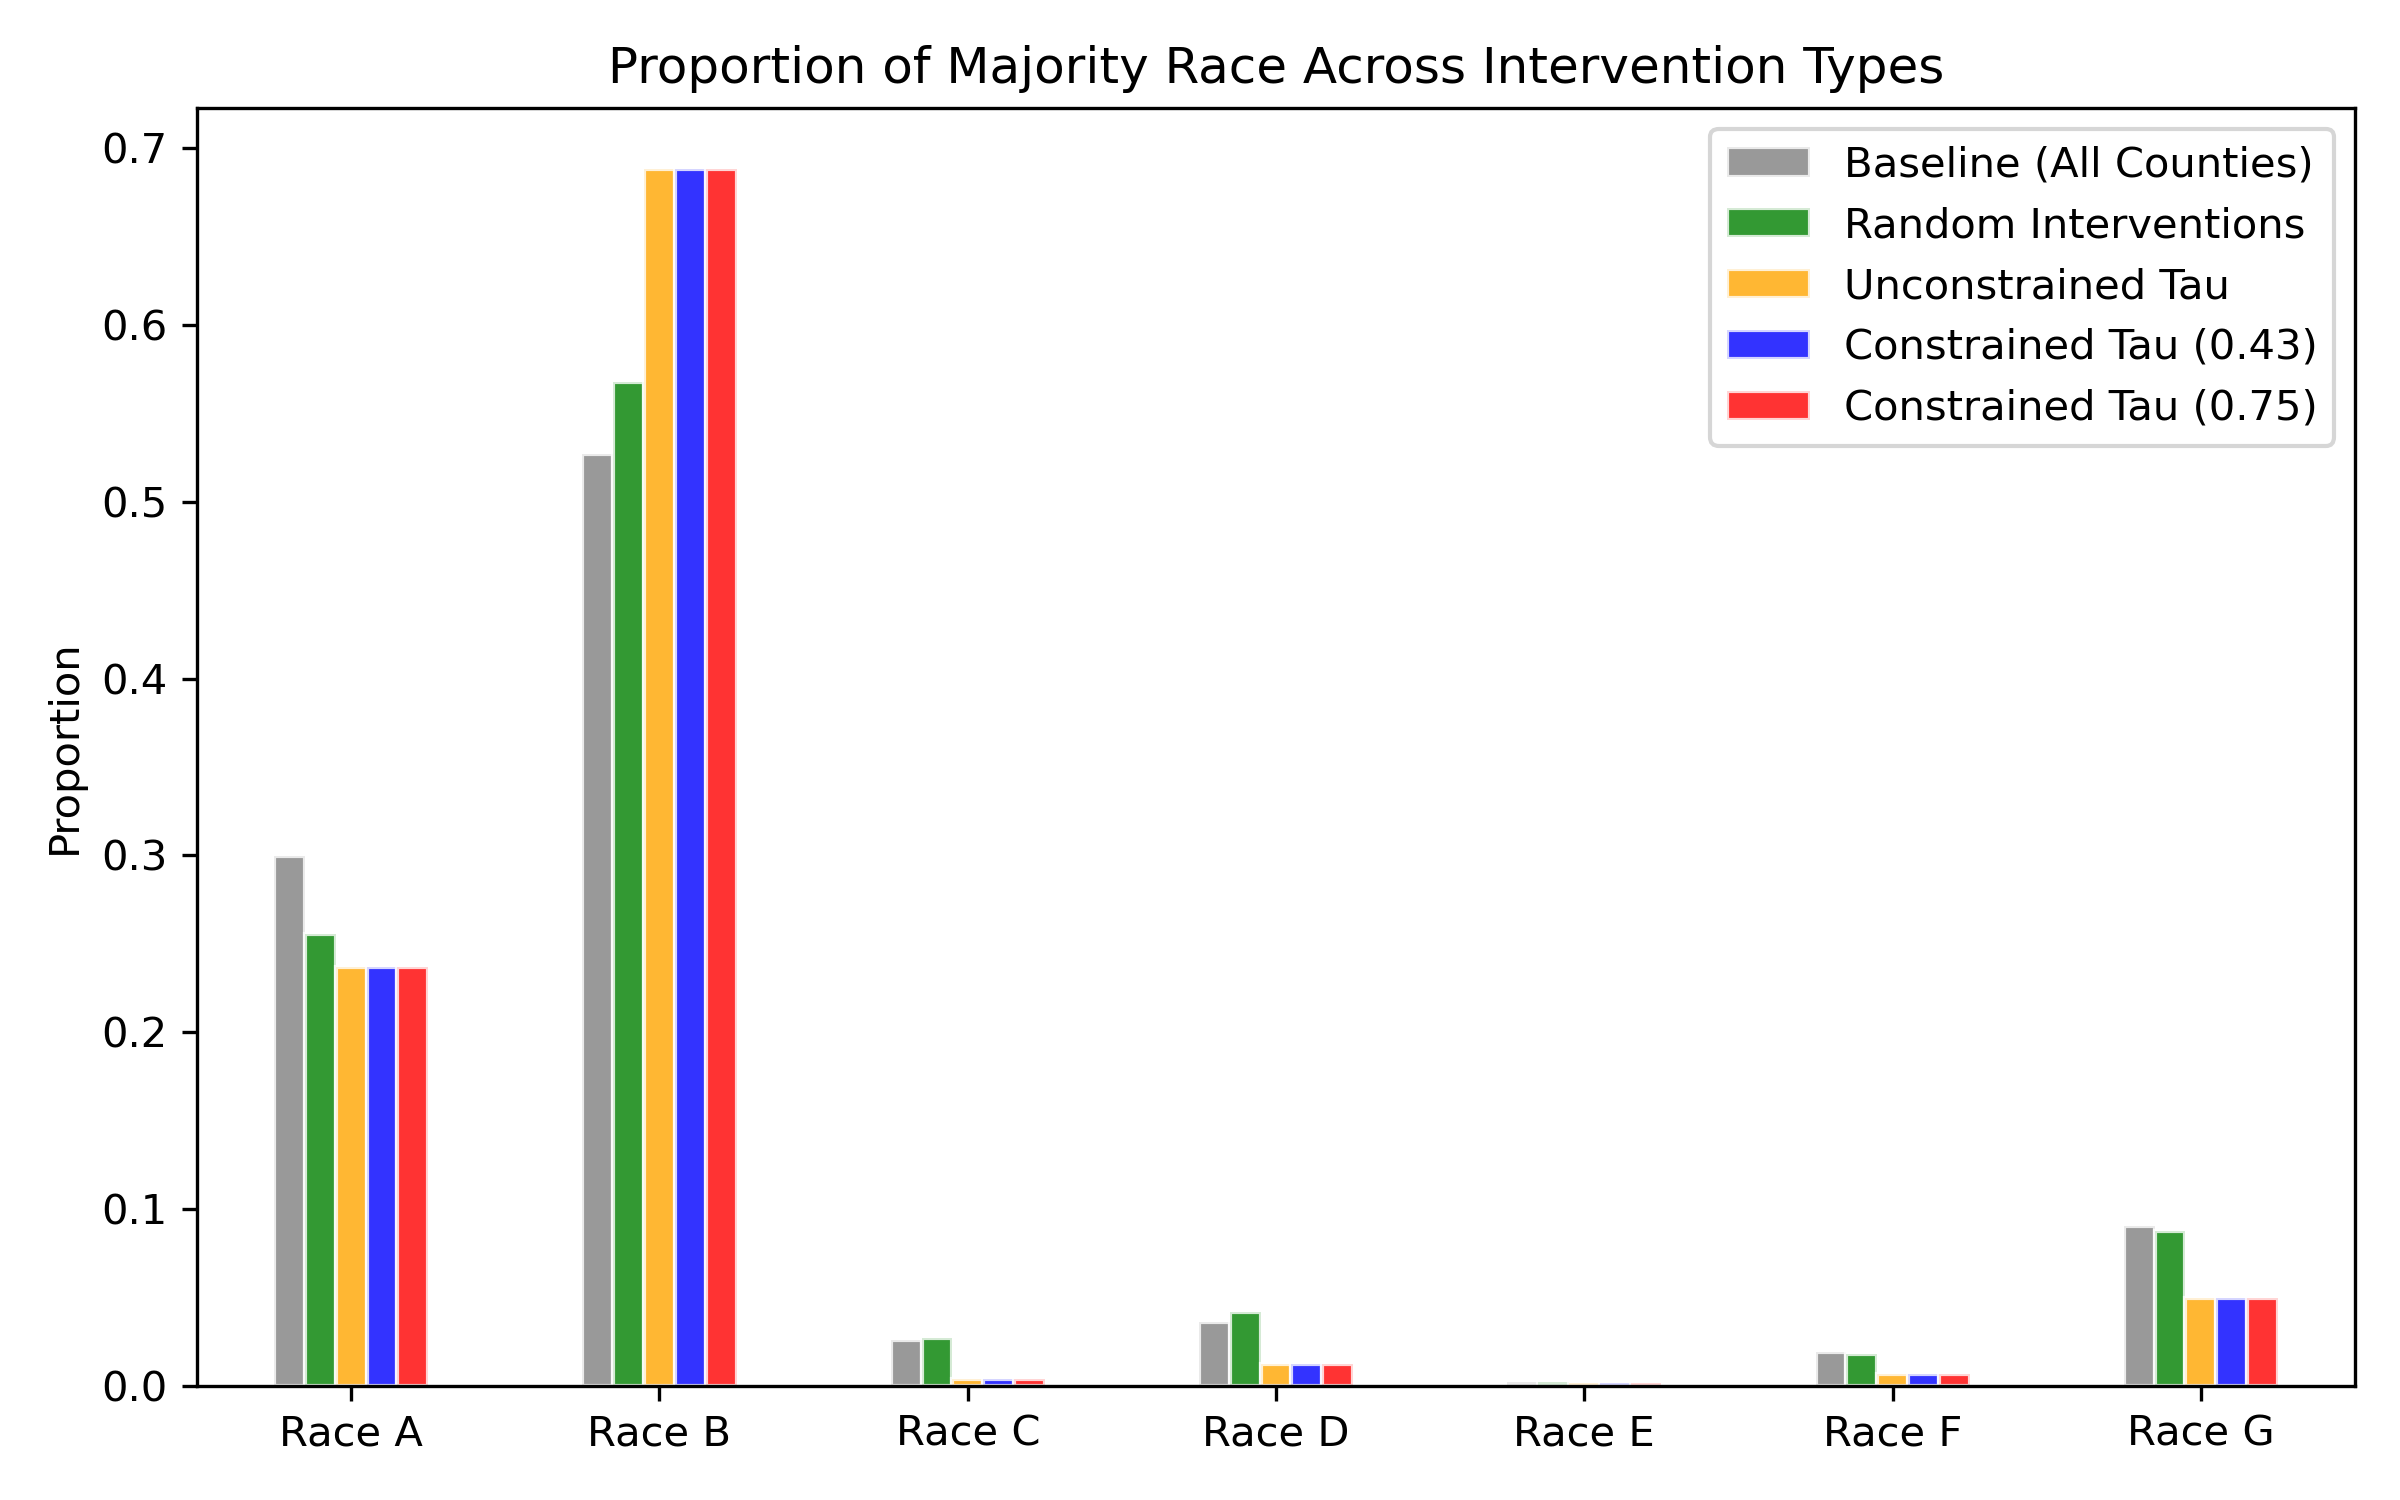 Proportion of Majority Race Across Intervention Types
Baseline (All Counties)
Random Interventions
Unconstrained Tau
Constrained Tau (0.43)
Constrained Tau (0.75)
Proportion
0.7
0.6
0.5
0.4
0.3
0.2
0.1
0.0
Race A
Race B
Race C
Race D
Race E
Race F
Race G